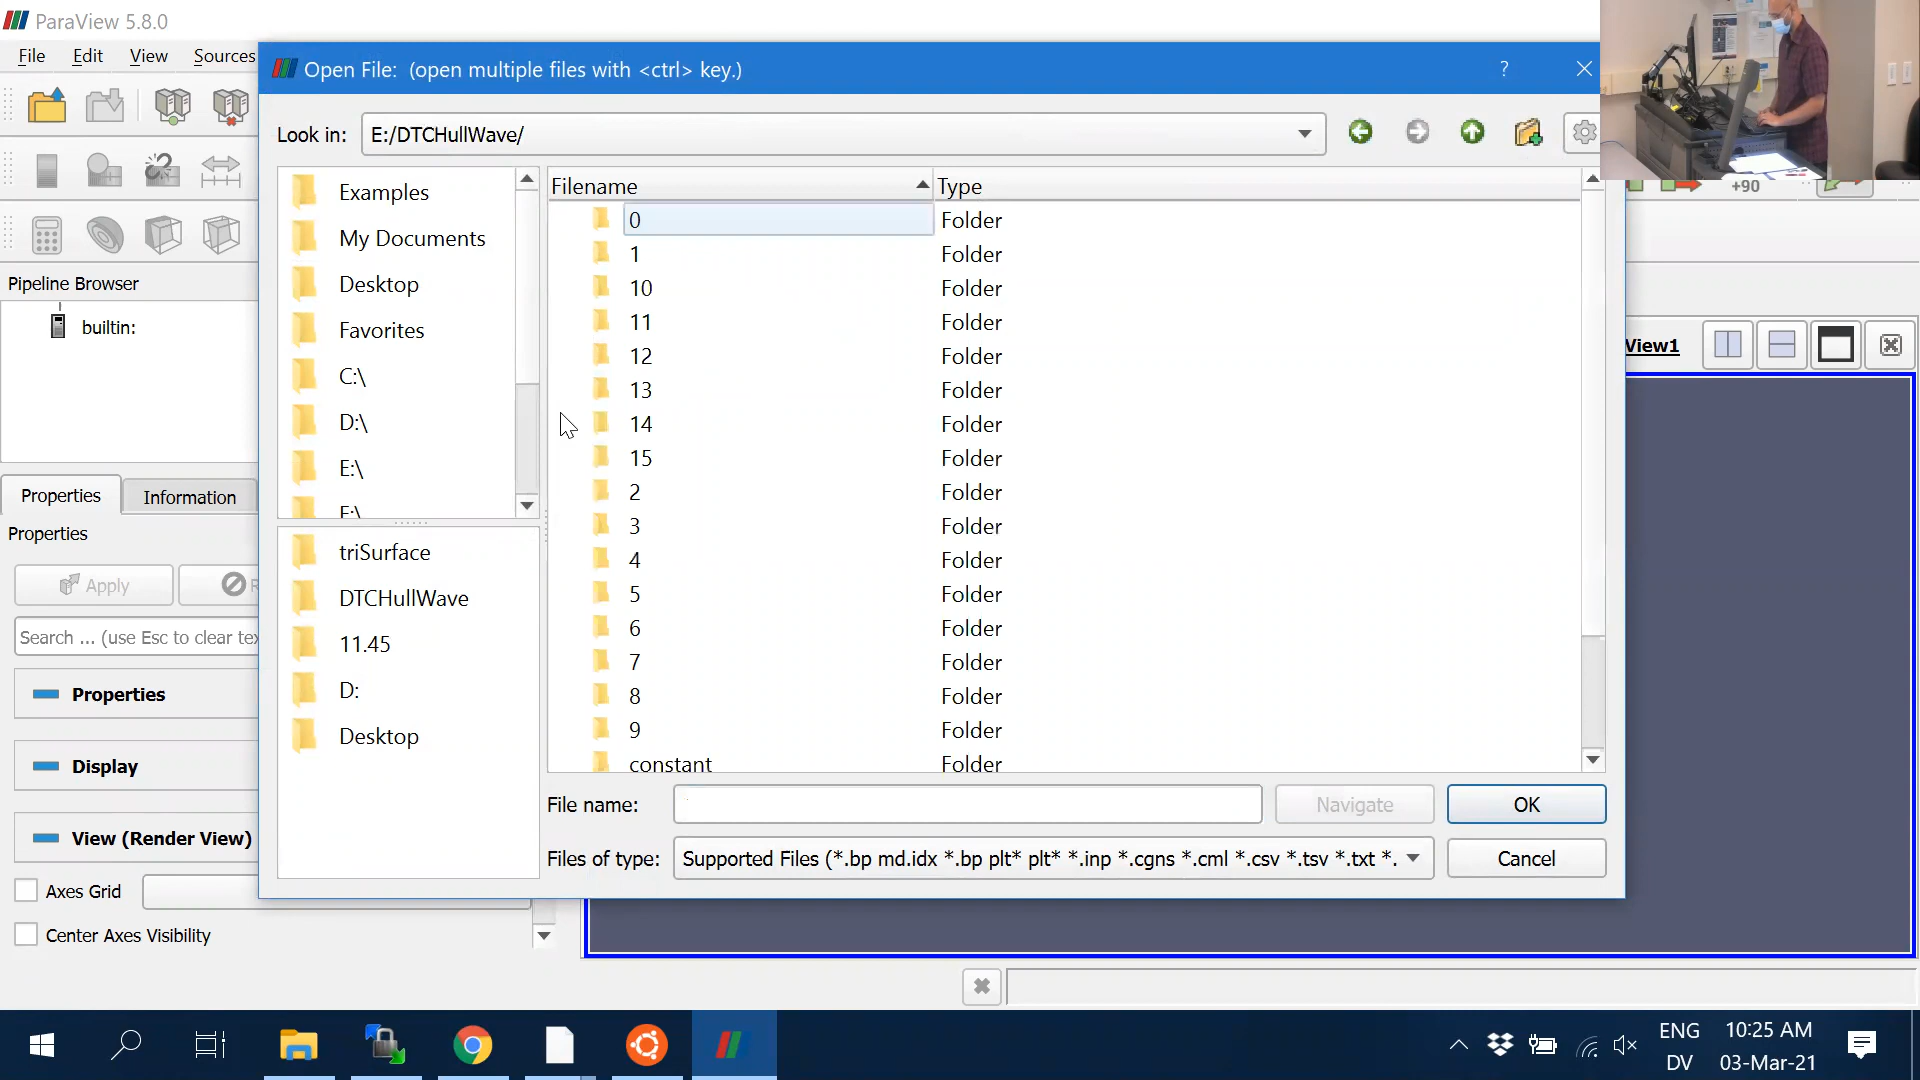 ParaView 5.8.0
File Edit View Sources
Open File: (open multiple files with <ctrl> key.)
?
Look in: E:/DTCHullWave/
+90
Examples
My Documents
Desktop
Favorites
C:\
D:\
E:\
F:\
triSurface
DTCHullWave
11.45
D:
Desktop
Filename Type
0 Folder
1 Folder
10 Folder
11 Folder
12 Folder
13 Folder
14 Folder
15 Folder
2 Folder
3 Folder
4 Folder
5 Folder
6 Folder
7 Folder
8 Folder
9 Folder
constant Folder
File name: Navigate OK
Files of type: Supported Files (*.bp md.idx *.bp plt* plt* *.inp *.cgns *.cml *.csv *.tsv *.txt *. Cancel
Pipeline Browser
builtin:
View1
Properties Information
Properties
Apply
Search ... (use Esc to clear te
Properties
Display
View (Render View)
Axes Grid
Center Axes Visibility
ENG 10:25 AM
DV 03-Mar-21